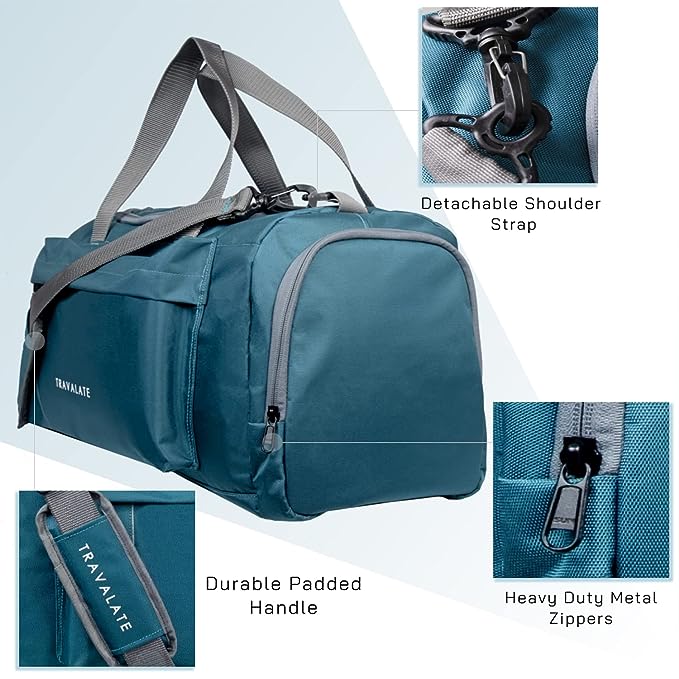 Detachable Shoulder
Strap
TRAVALATE
TRAVALATE
Durable Padded
Handle
Heavy Duty Metal
Zippers